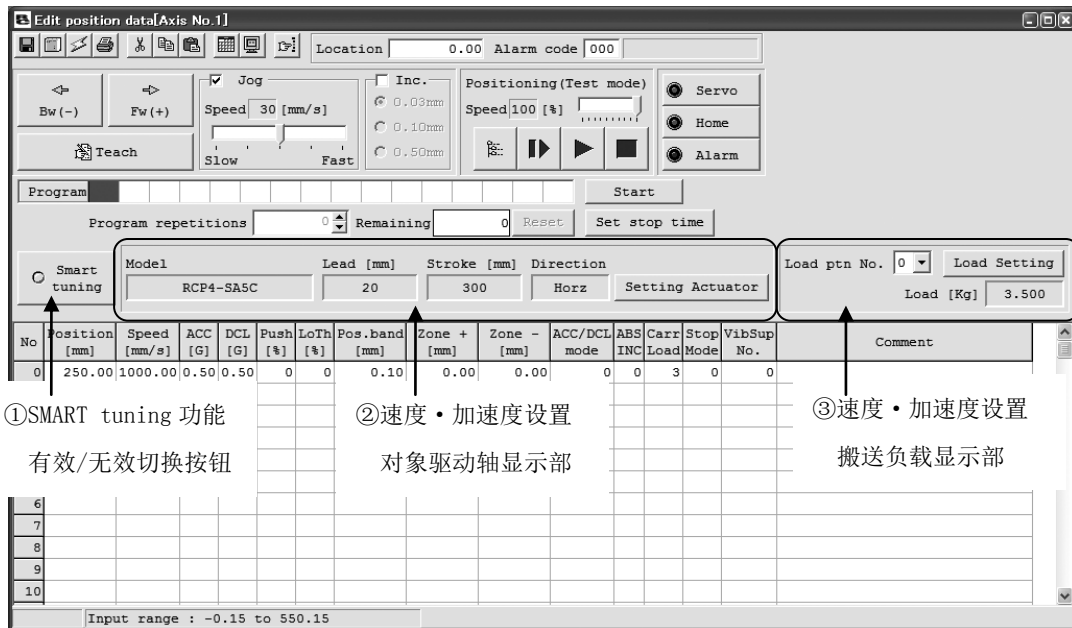 Edit position data[Axis No.1]
Location 0.00 Alarm code 000
Jog Inc. Positioning(Test mode)
Bw(-) Fw(+) Speed 30 [mm/s] 0.03mm Speed 100 [%] Servo
0.10mm Home
Teach Slow Fast 0.50mm Alarm
Program Start
Program repetitions 0 Remaining 0 Reset Set stop time
Smart tuning Model Lead [mm] Stroke [mm] Direction Load ptn No. 0 Load Setting
RCP4-SA5C 20 300 Horz Setting Actuator Load [Kg] 3.500
No Position [mm] Speed [mm/s] ACC [G] DCL [G] Push [%] LoTh [%] Pos.band [mm] Zone + [mm] Zone - [mm] ACC/DCL mode ABS INC Carr Load Stop Mode VibSup No. Comment
0 250.00 1000.00 0.50 0.50 0 0 0.10 0.00 0.00 0 0 3 0 0
①SMART tuning 功能
有效/无效切换按钮
②速度·加速度设置
对象驱动轴显示部
③速度·加速度设置
搬送负载显示部
6
7
8
9
10
Input range : -0.15 to 550.15